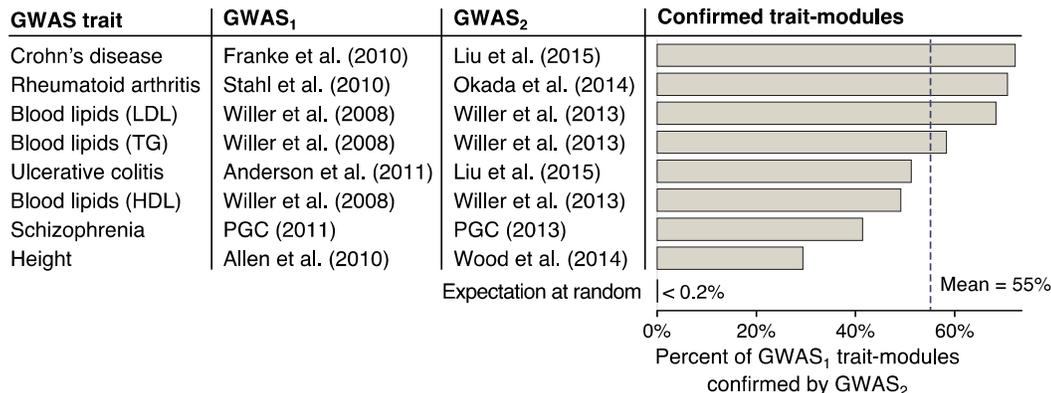 GWAS trait GWAS1 GWAS2 Confirmed trait-modules
Crohn's disease Franke et al. (2010) Liu et al. (2015)
Rheumatoid arthritis Stahl et al. (2010) Okada et al. (2014)
Blood lipids (LDL) Willer et al. (2008) Willer et al. (2013)
Blood lipids (TG) Willer et al. (2008) Willer et al. (2013)
Ulcerative colitis Anderson et al. (2011) Liu et al. (2015)
Blood lipids (HDL) Willer et al. (2008) Willer et al. (2013)
Schizophrenia PGC (2011) PGC (2013)
Height Allen et al. (2010) Wood et al. (2014)
Expectation at random < 0.2% Mean = 55%
0% 20% 40% 60%
Percent of GWAS1 trait-modules
confirmed by GWAS2